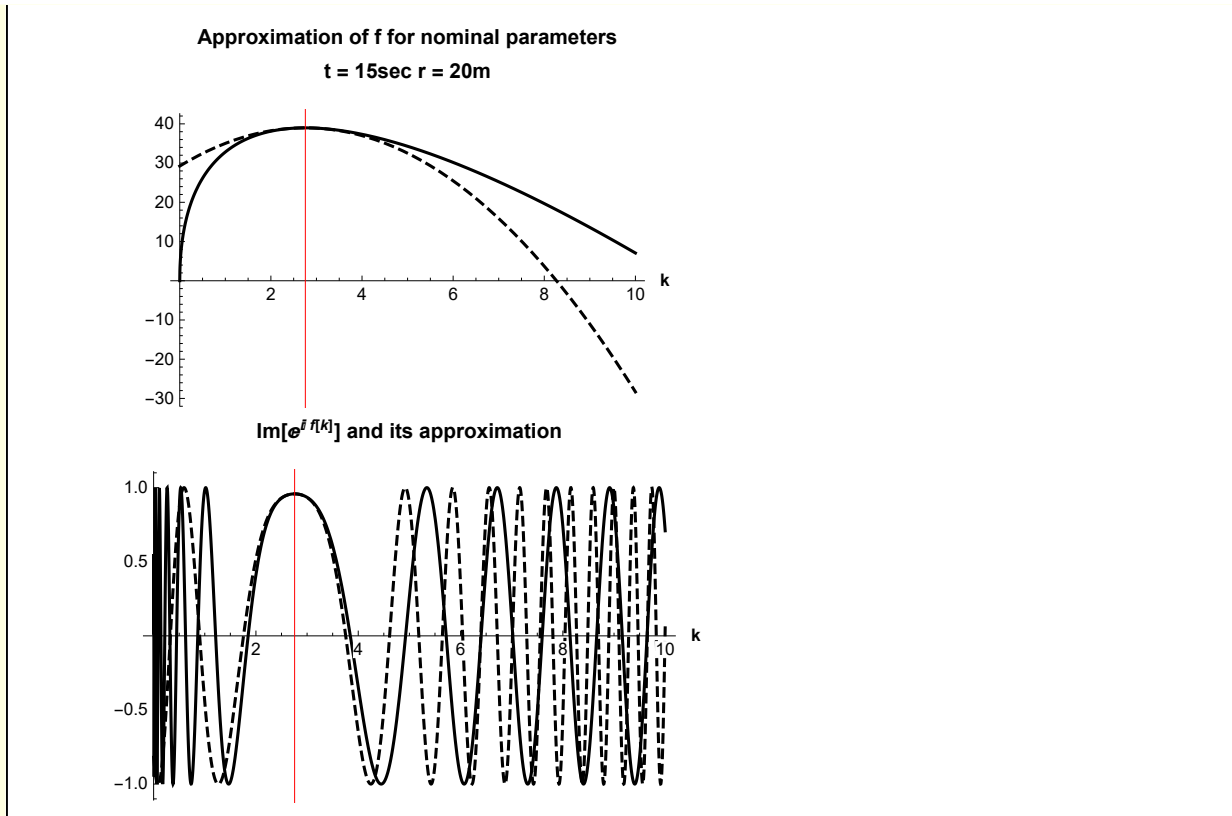 Approximation of f for nominal parameters
t = 15sec r = 20m
40
30
20
10
−10
−20
−30
2 4 6 8 10 k
Im[ⅇ^ⅈ f[k]] and its approximation
1.0
0.5
−0.5
−1.0
2 4 6 8 10 k